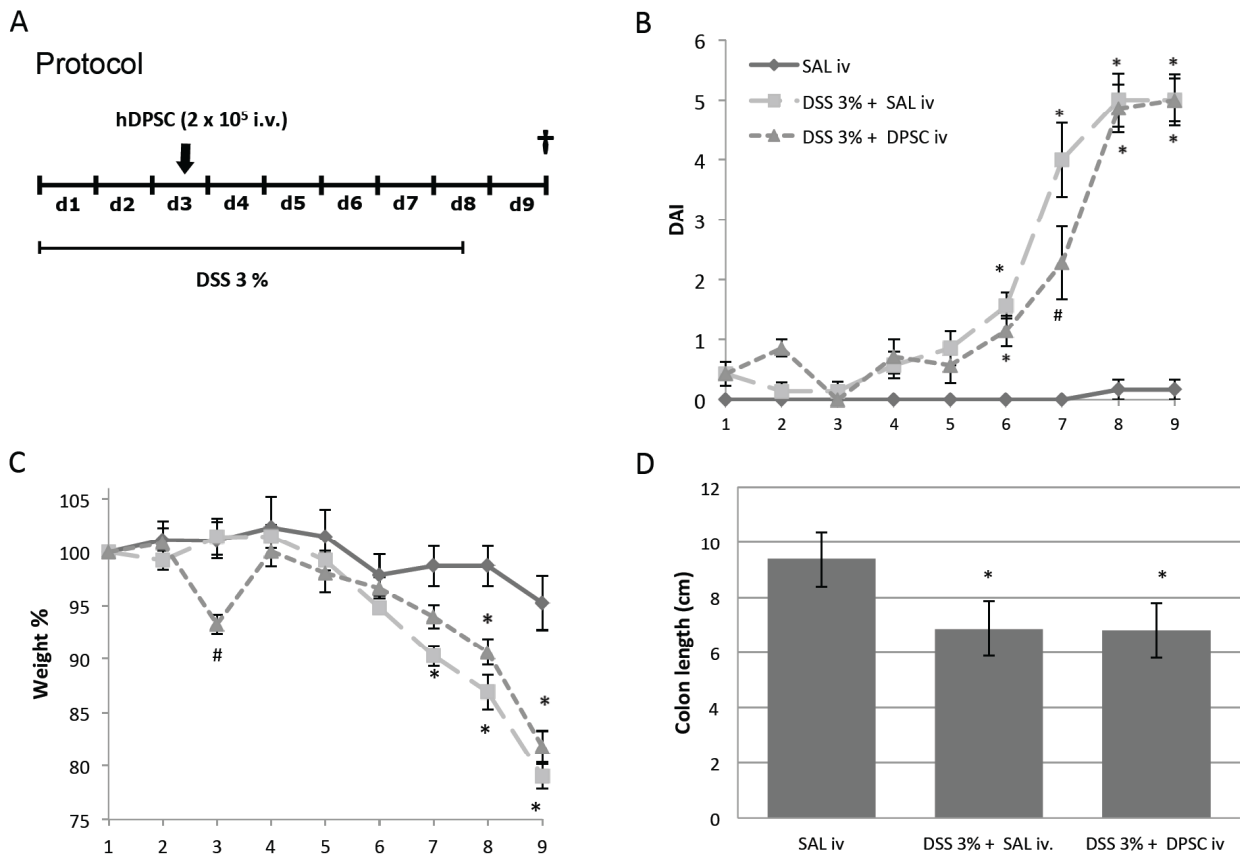 A
Protocol
hDPSC (2 x 10⁵ i.v.)
†
d1 d2 d3 d4 d5 d6 d7 d8 d9
DSS 3 %
B
SAL iv
DSS 3% + SAL iv
DSS 3% + DPSC iv
DAI
6
5
4
3
2
1
0
* *
* *
*
*
*
#
1 2 3 4 5 6 7 8 9
C
Weight %
105
100
95
90
85
80
75
#
*
*
*
*
*
1 2 3 4 5 6 7 8 9
D
Colon length (cm)
12
10
8
6
4
2
0
* *
SAL iv DSS 3% + SAL iv. DSS 3% + DPSC iv